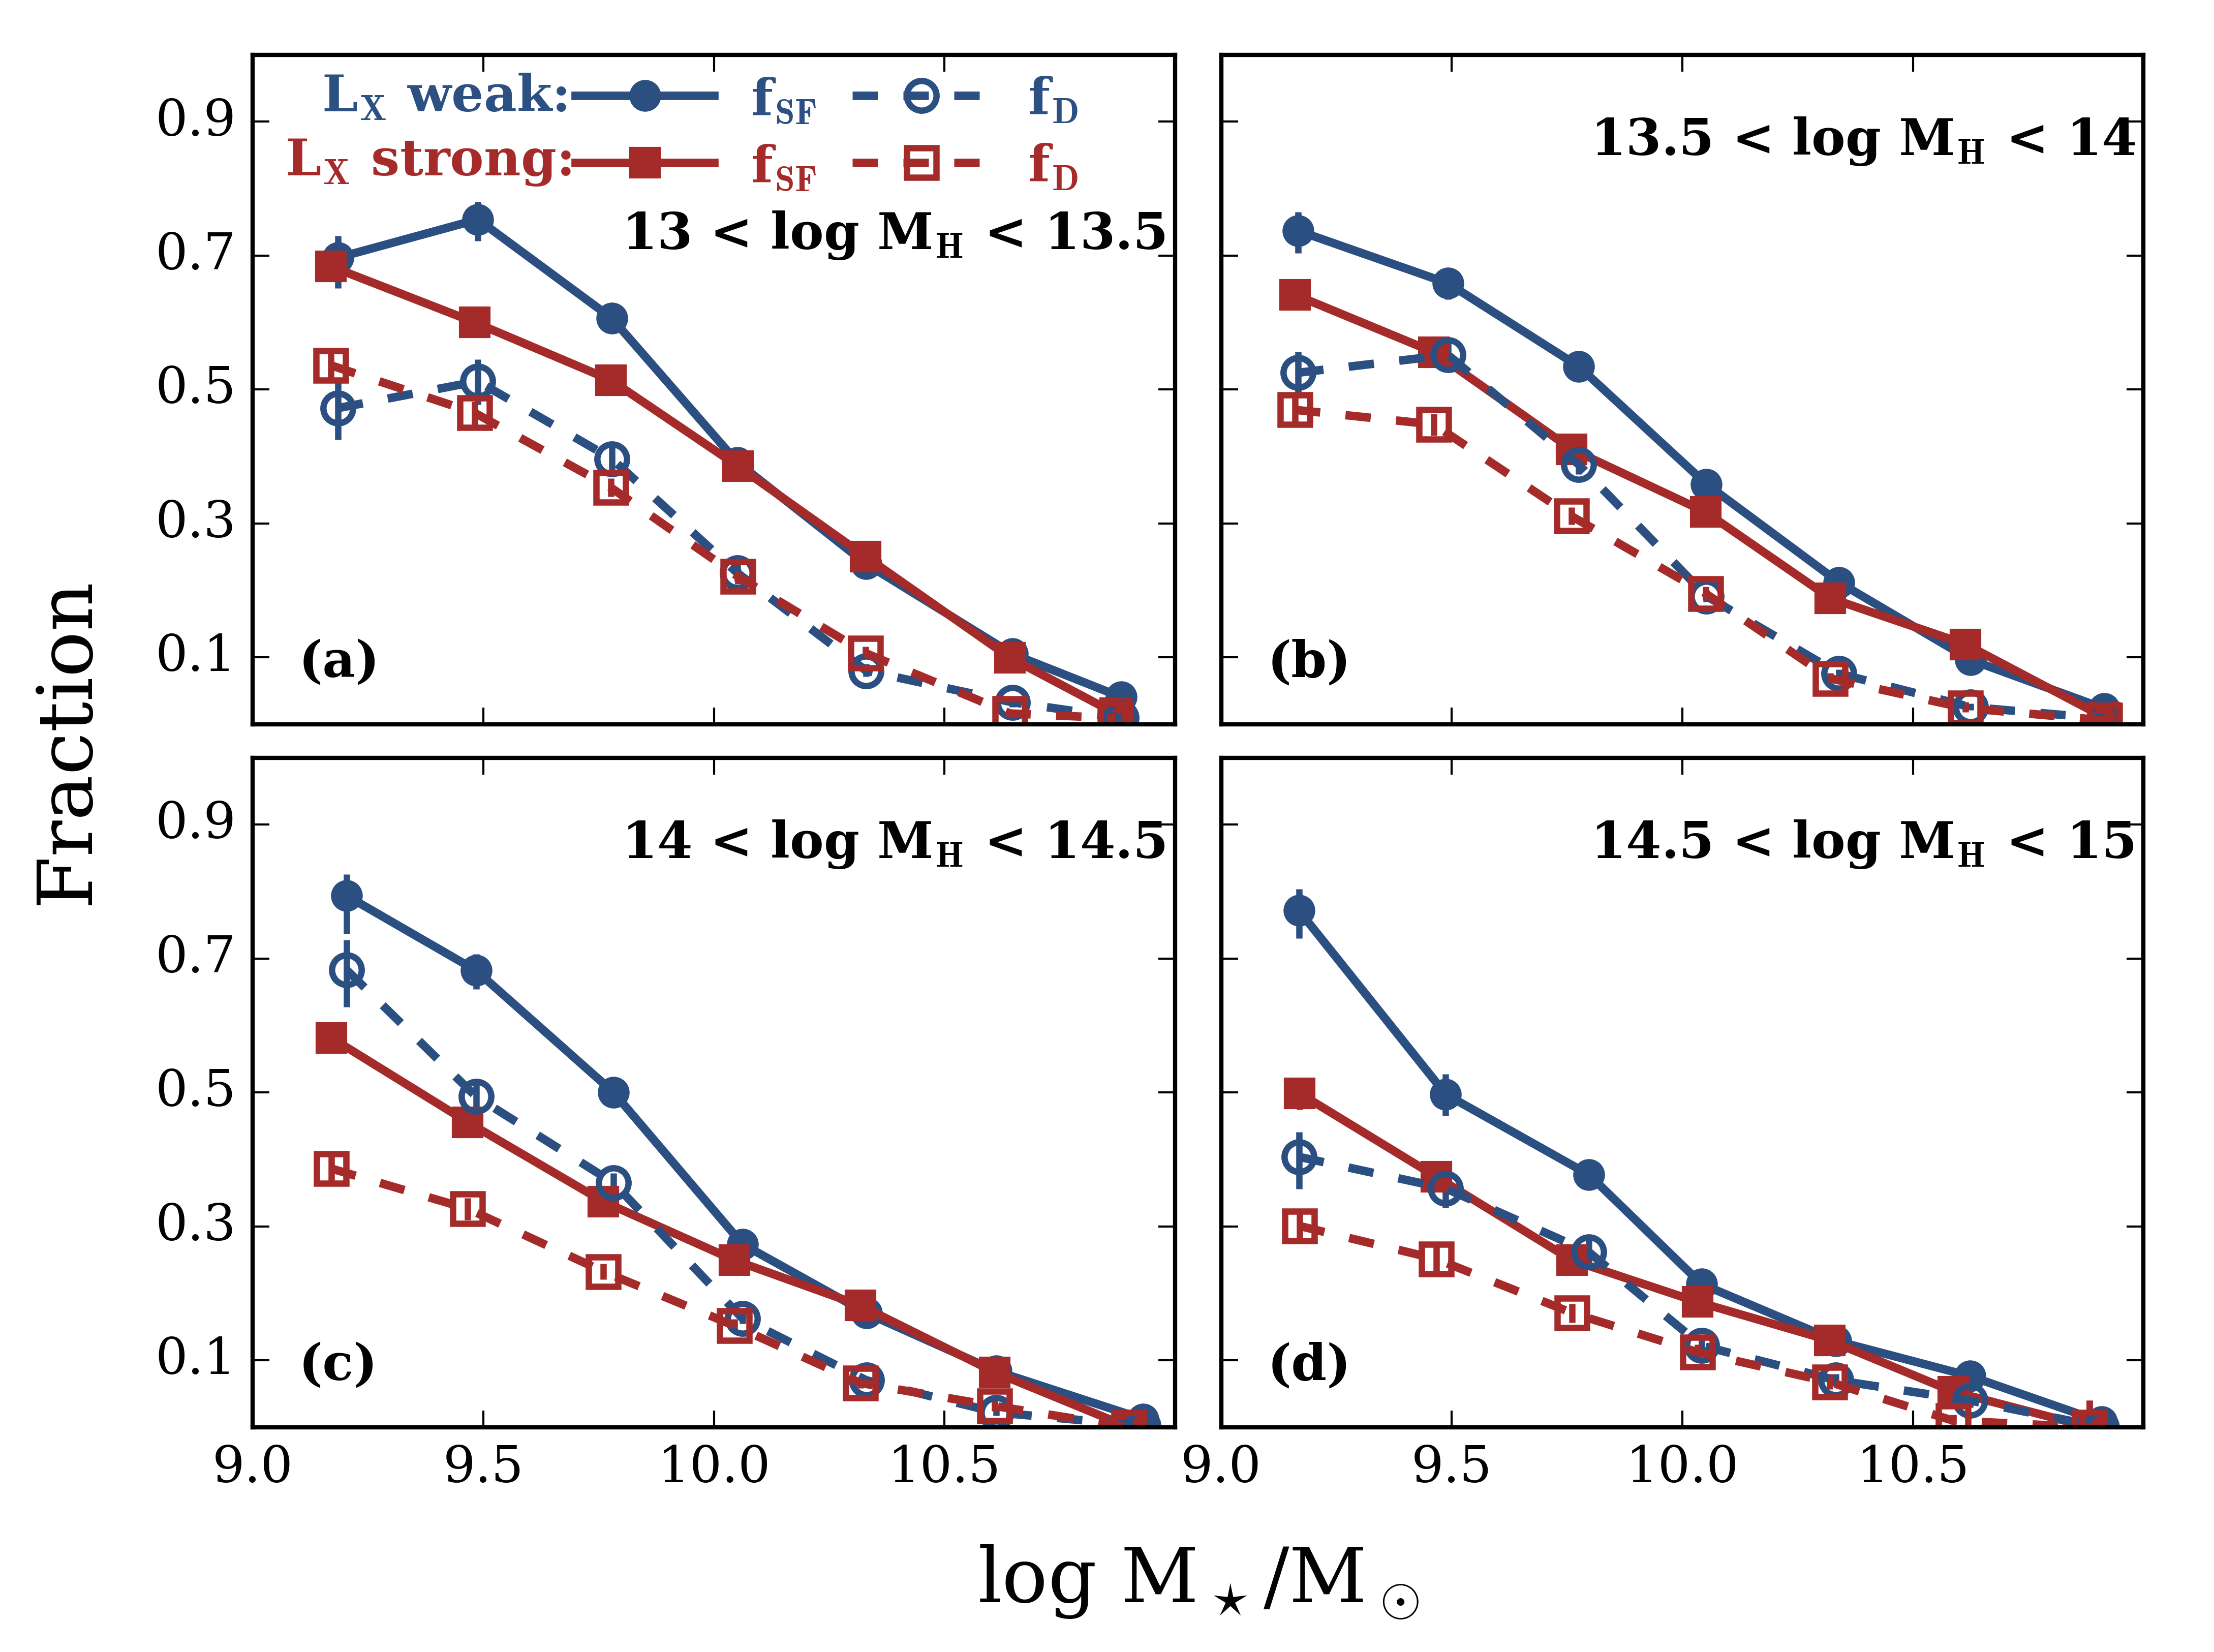 L_X weak: f_SF f_D
L_X strong: f_SF f_D
13 < log M_H < 13.5
13.5 < log M_H < 14
0.9
0.7
0.5
0.3
0.1
(a)
(b)
Fraction
14 < log M_H < 14.5
14.5 < log M_H < 15
0.9
0.7
0.5
0.3
0.1
(c)
(d)
9.0 9.5 10.0 10.5 9.0 9.5 10.0 10.5
log M⋆/M⊙